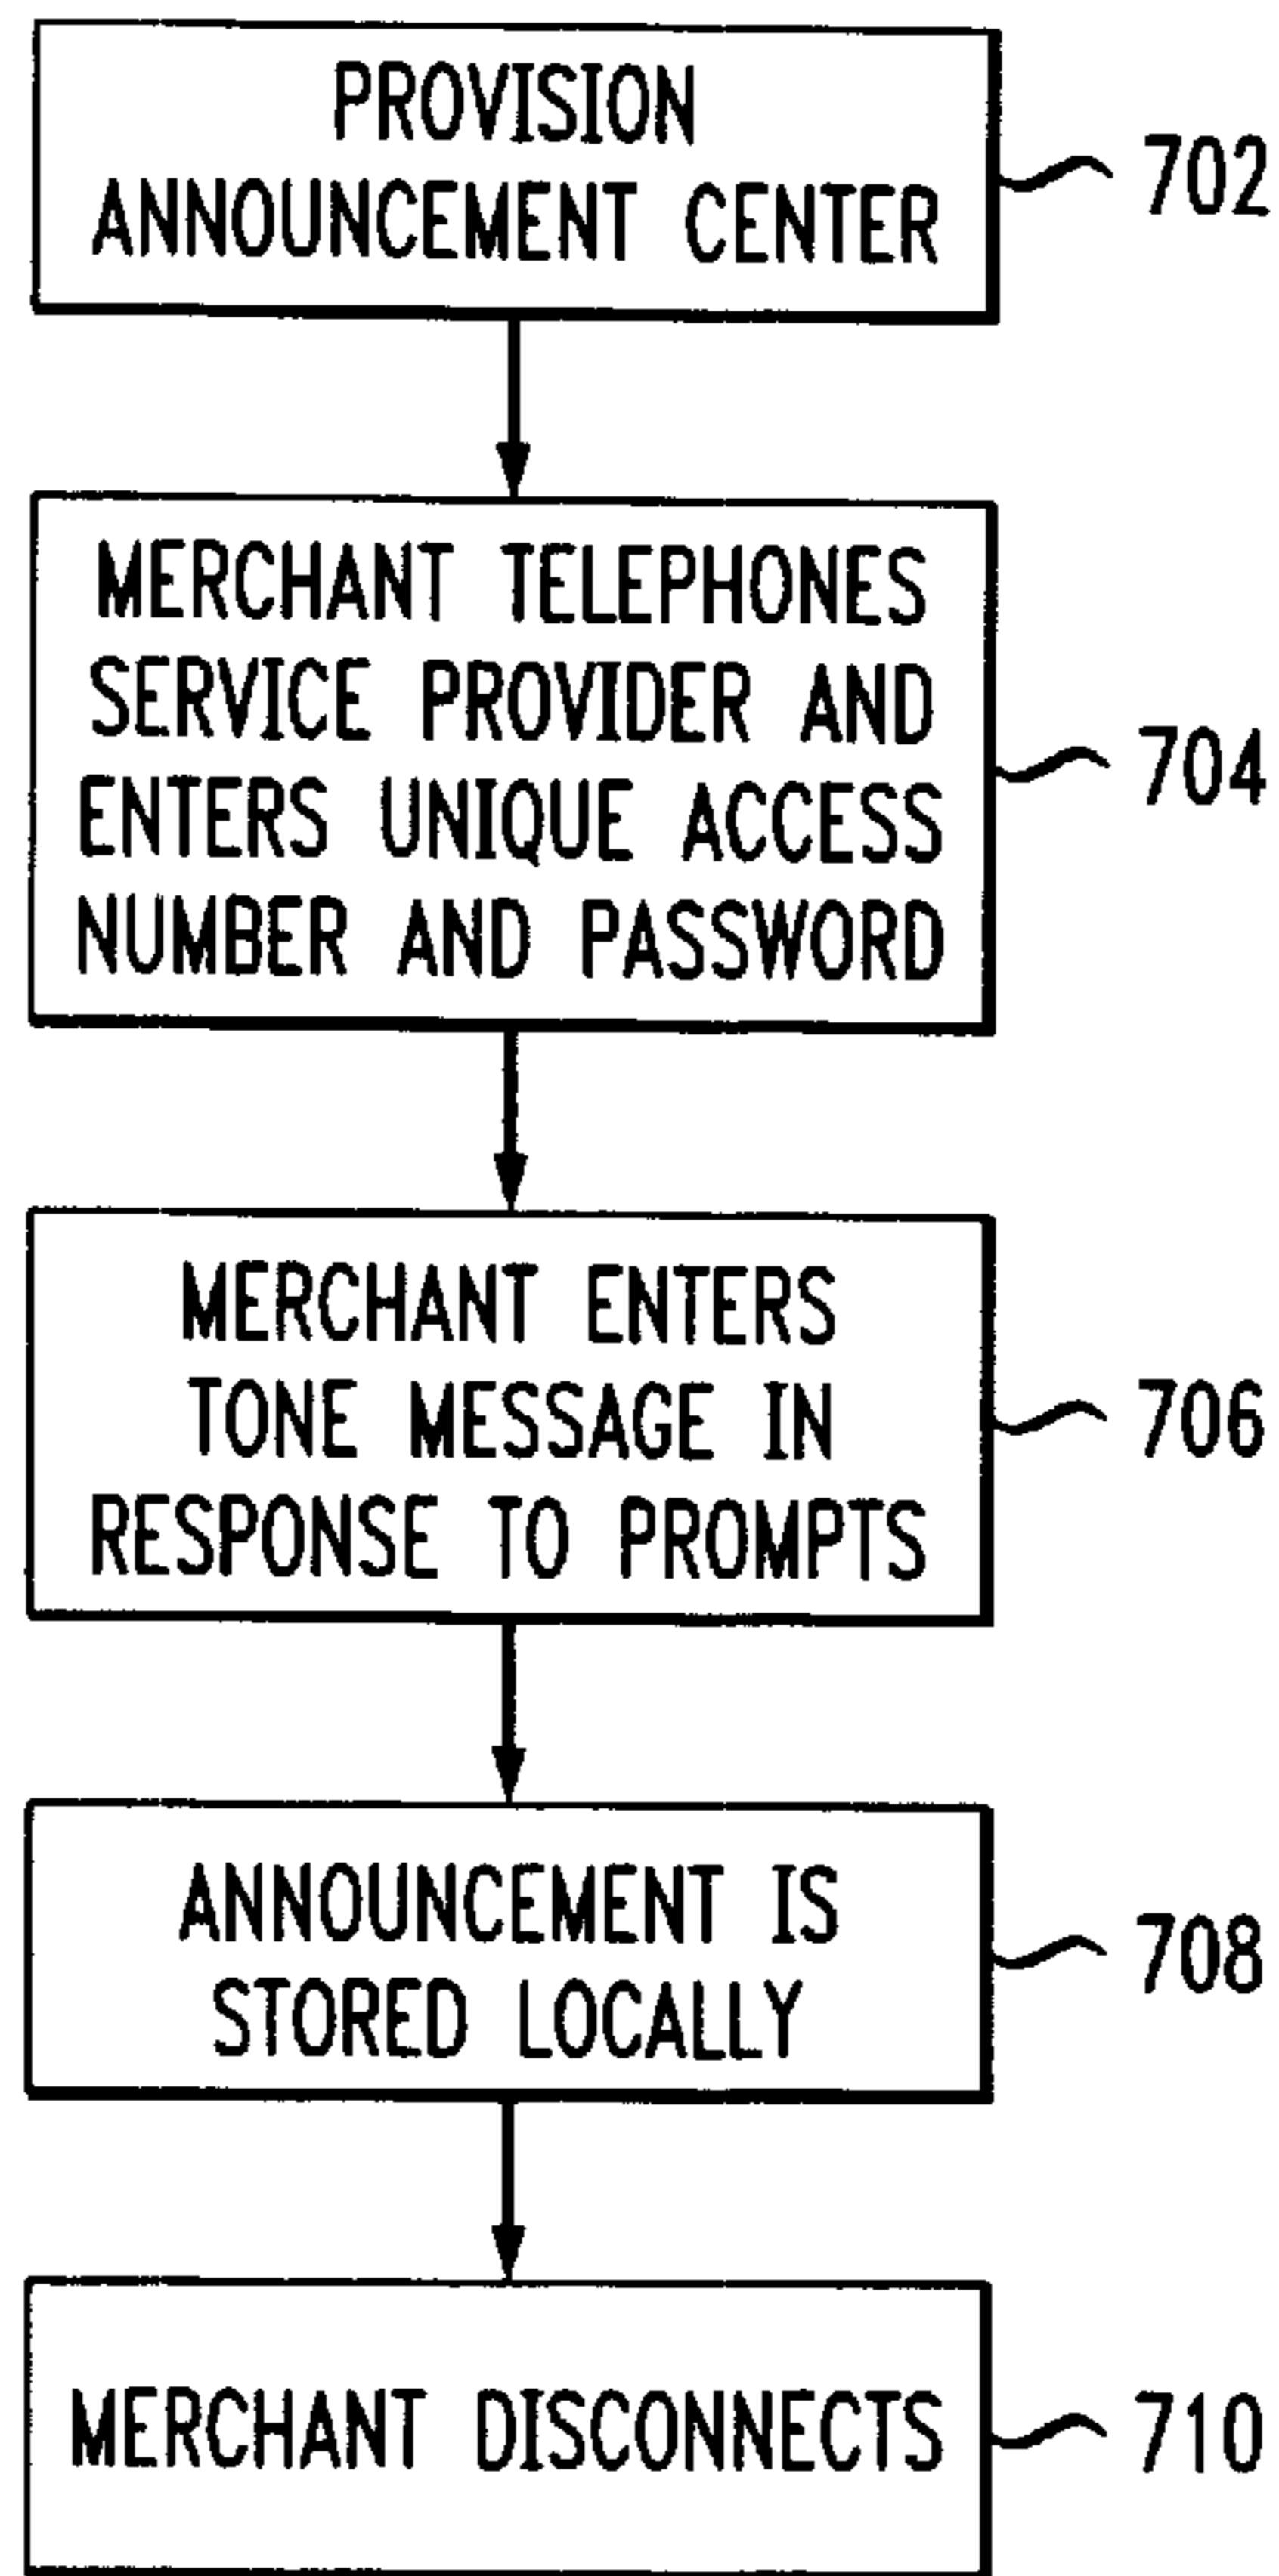 PROVISION
ANNOUNCEMENT CENTER
702
MERCHANT TELEPHONES
SERVICE PROVIDER AND
ENTERS UNIQUE ACCESS
NUMBER AND PASSWORD
704
MERCHANT ENTERS
TONE MESSAGE IN
RESPONSE TO PROMPTS
706
ANNOUNCEMENT IS
STORED LOCALLY
708
MERCHANT DISCONNECTS
710